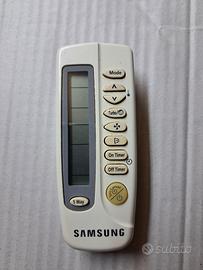 Mode
Turbo
On Timer
Off Timer
S Way
SAMSUNG
subito